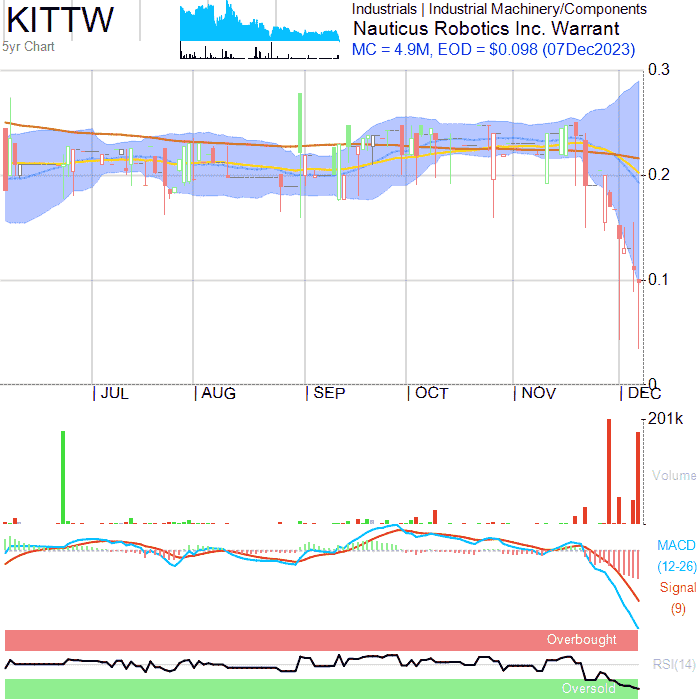 KITTW
5yr Chart
Industrials | Industrial Machinery/Components
Nauticus Robotics Inc. Warrant
MC = 4.9M, EOD = $0.098 (07Dec2023)
0.3
0.2
0.1
0
JUL AUG SEP OCT NOV DEC
201k
Volume
MACD
(12-26)
Signal
(9)
Overbought
RSI(14)
Oversold